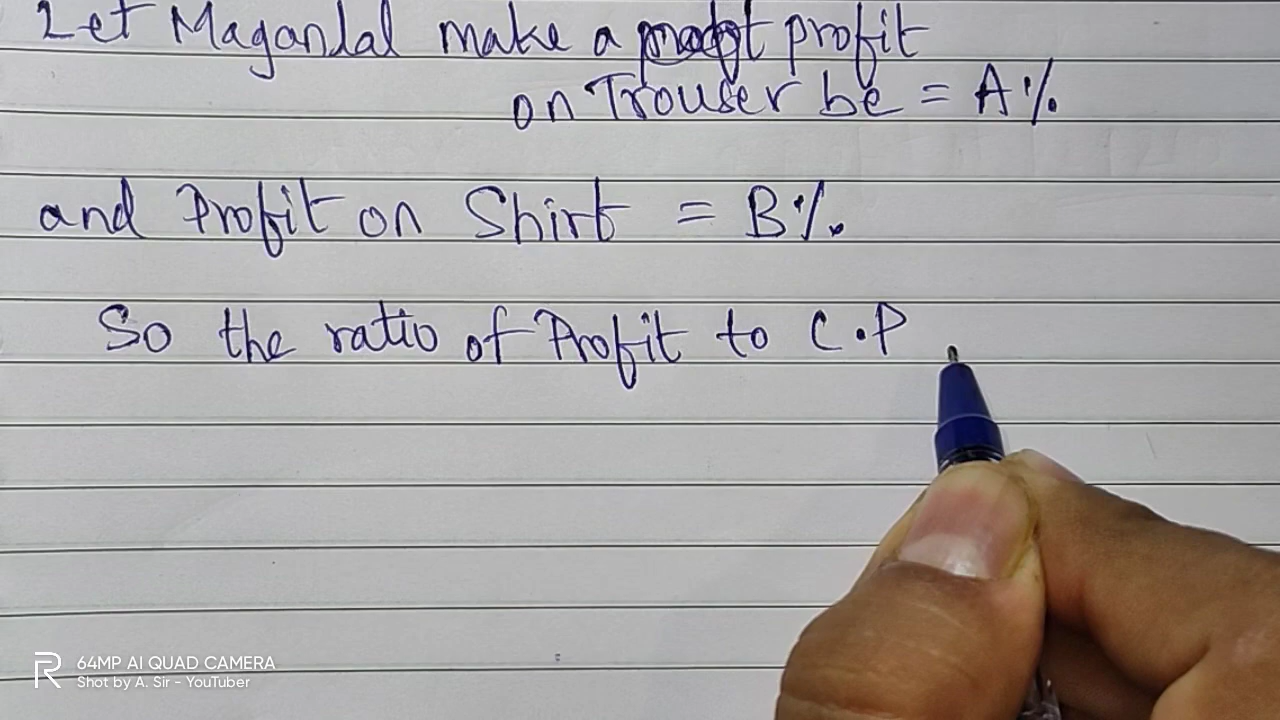 Let Maganlal make a profit
on Trouser be = A%
and Profit on Shirt = B%.
So the ratio of Profit to C.P
64MP AI QUAD CAMERA
Shot by A. Sir - YouTuber